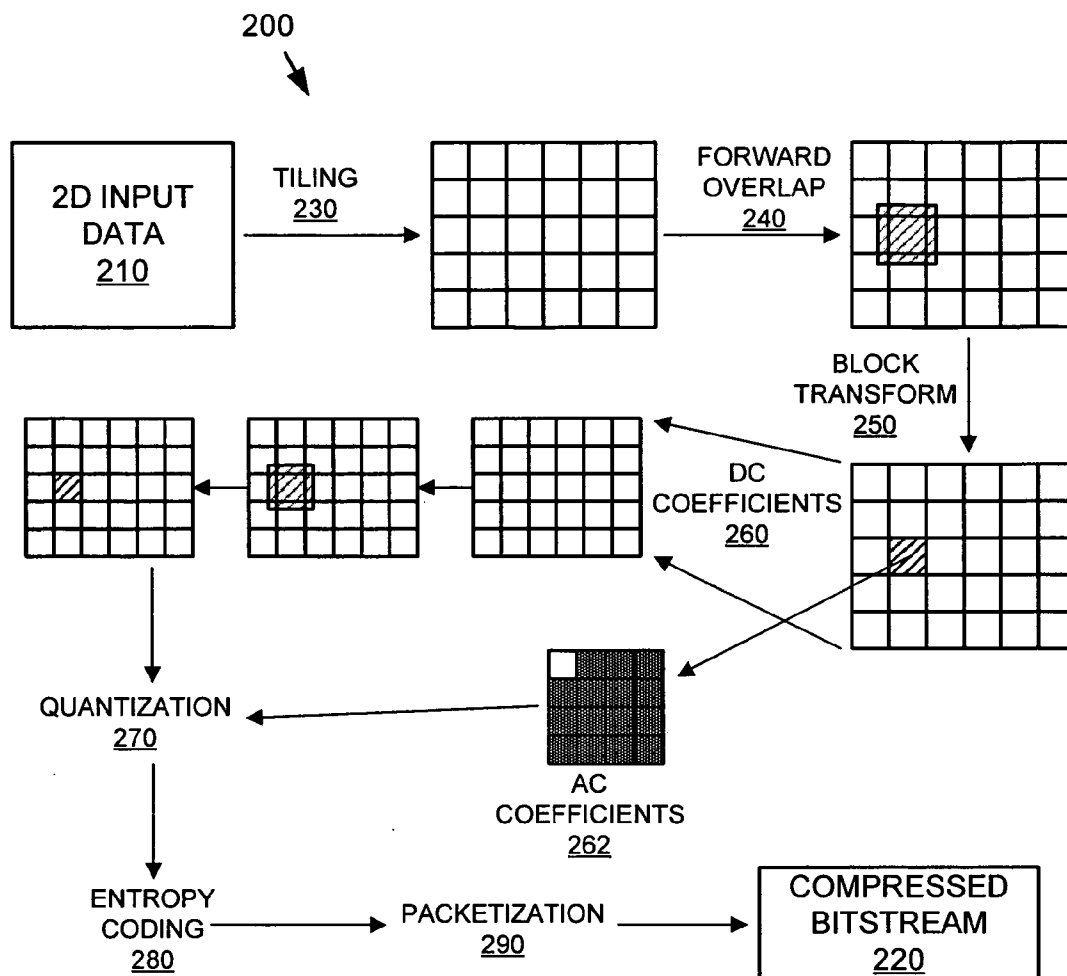 200
2D INPUT
DATA
210
TILING
230
FORWARD
OVERLAP
240
BLOCK
TRANSFORM
250
DC
COEFFICIENTS
260
QUANTIZATION
270
AC
COEFFICIENTS
262
ENTROPY
CODING
280
PACKETIZATION
290
COMPRESSED
BITSTREAM
220